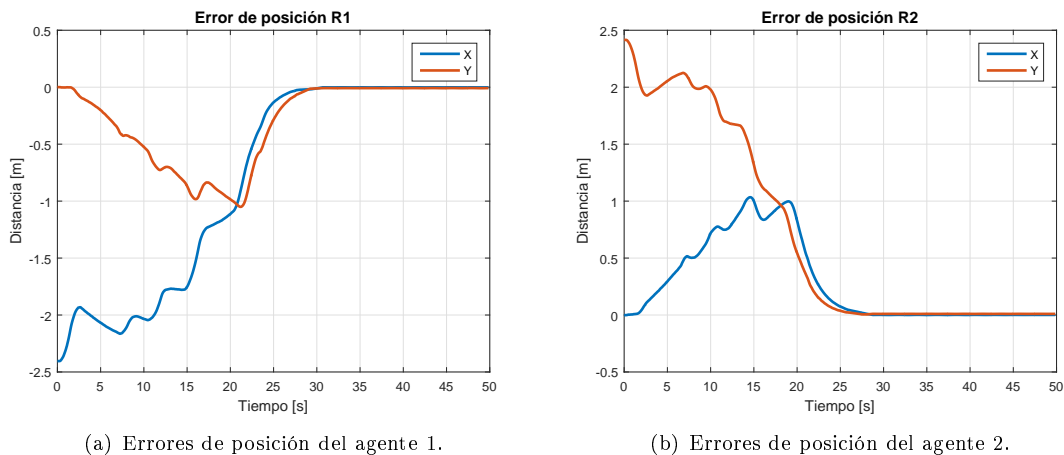 Error de posición R1
0.5
0
-0.5
-1
-1.5
-2
-2.5
Distancia [m]
X
Y
0 5 10 15 20 25 30 35 40 45 50
Tiempo [s]
(a) Errores de posición del agente 1.
Error de posición R2
2.5
2
1.5
1
0.5
0
-0.5
Distancia [m]
X
Y
0 5 10 15 20 25 30 35 40 45 50
Tiempo [s]
(b) Errores de posición del agente 2.